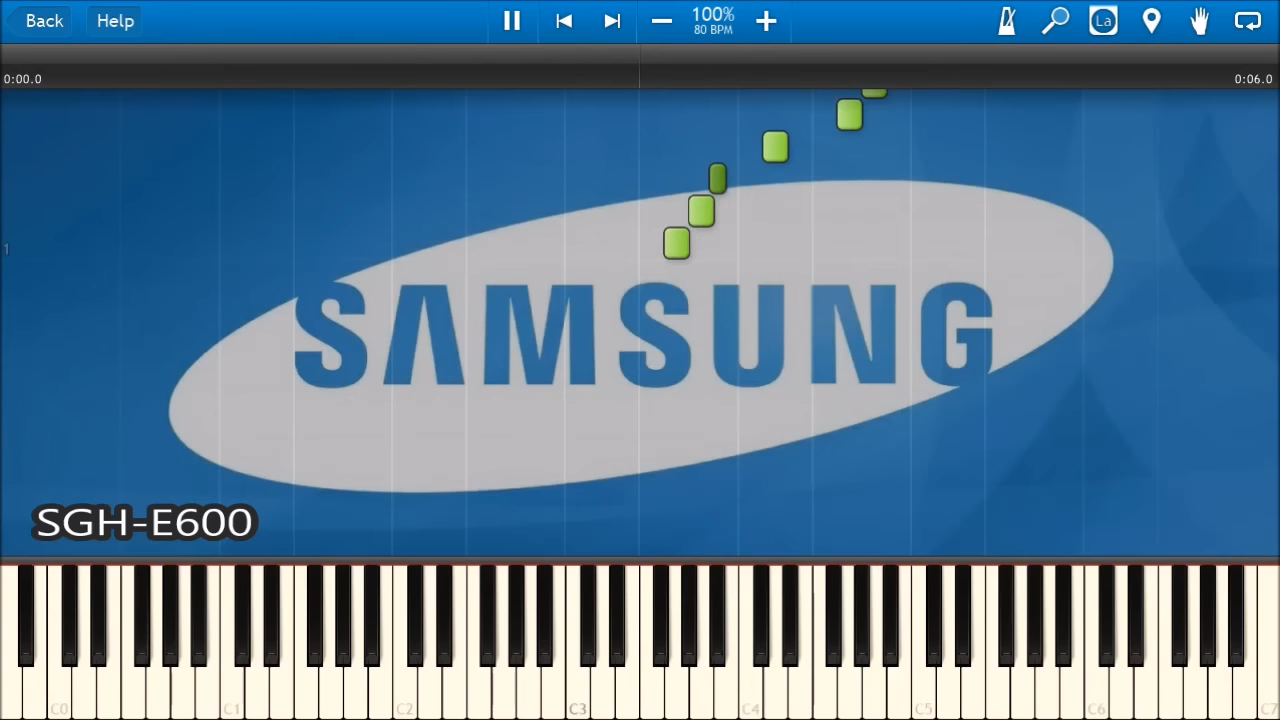 Back Help 100% La
80 BPM
0:00.0 0:06.0
1
SAMSUNG
SGH-E600
C0 C1 C2 C3 C4 C5 C6 C7